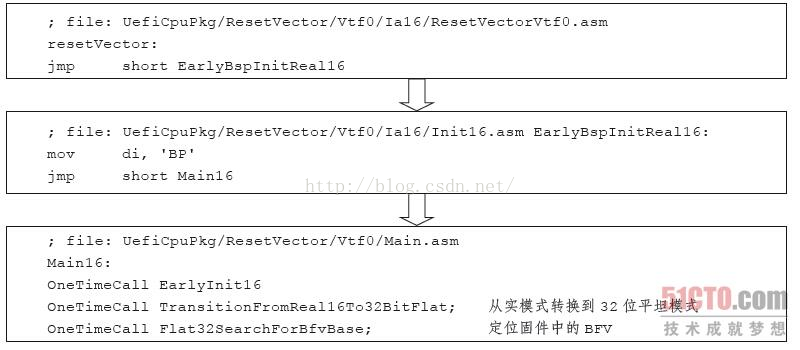 ; file: UefiCpuPkg/ResetVector/Vtf0/Ia16/ResetVectorVtf0.asm
resetVector:
jmp short EarlyBspInitReal16
; file: UefiCpuPkg/ResetVector/Vtf0/Ia16/Init16.asm EarlyBspInitReal16:
mov di, 'BP'
jmp short Main16
http://blog.csdn.net/
; file: UefiCpuPkg/ResetVector/Vtf0/Main.asm
Main16:
OneTimeCall EarlyInit16
OneTimeCall TransitionFromReal16To32BitFlat; 从实模式转换到 32 位平坦模式
OneTimeCall Flat32SearchForBfvBase; 定位固件中的 BFV
51CTO.com
技术成就梦想